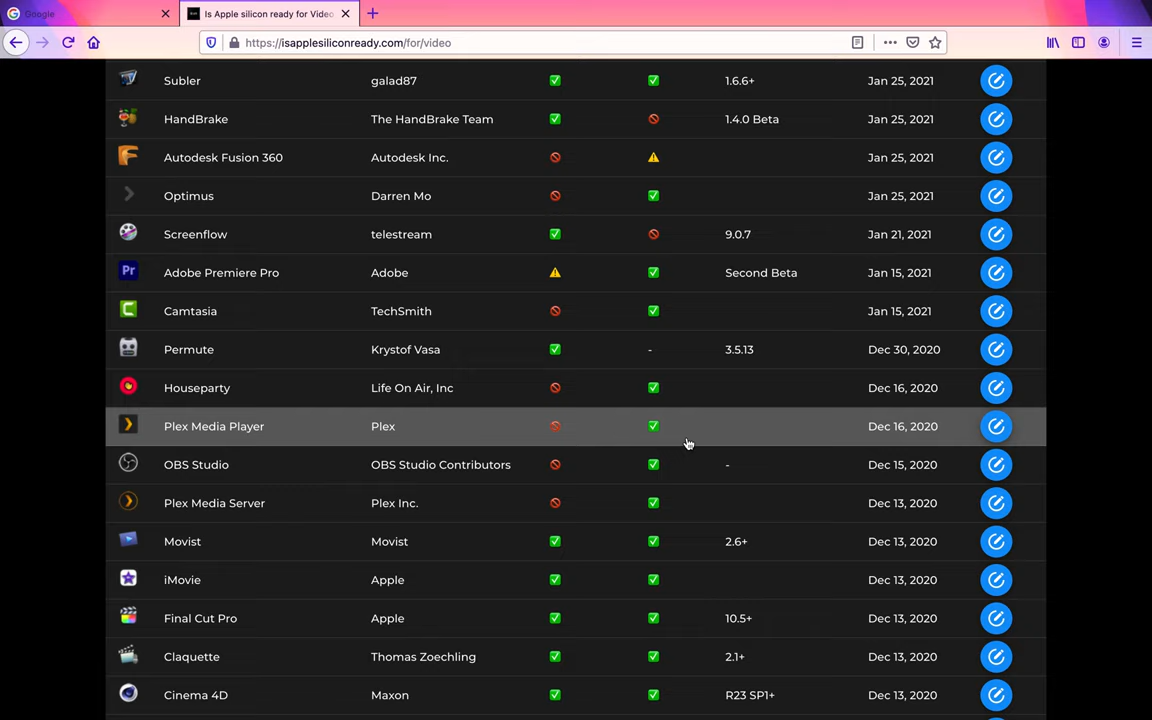 Google
Is Apple silicon ready for Video
https://isapplesiliconready.com/for/video
Subler galad87 1.6.6+ Jan 25, 2021
HandBrake The HandBrake Team 1.4.0 Beta Jan 25, 2021
Autodesk Fusion 360 Autodesk Inc. Jan 25, 2021
Optimus Darren Mo Jan 25, 2021
Screenflow telestream 9.0.7 Jan 21, 2021
Pr Adobe Premiere Pro Adobe Second Beta Jan 15, 2021
Camtasia TechSmith Jan 15, 2021
Permute Krystof Vasa - 3.5.13 Dec 30, 2020
Houseparty Life On Air, Inc Dec 16, 2020
Plex Media Player Plex Dec 16, 2020
OBS Studio OBS Studio Contributors - Dec 15, 2020
Plex Media Server Plex Inc. Dec 13, 2020
Movist Movist 2.6+ Dec 13, 2020
iMovie Apple Dec 13, 2020
Final Cut Pro Apple 10.5+ Dec 13, 2020
Claquette Thomas Zoechling 2.1+ Dec 13, 2020
Cinema 4D Maxon R23 SP1+ Dec 13, 2020